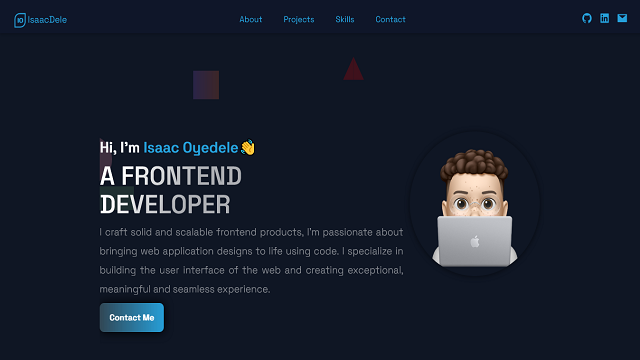 IO IsaacDele
About Projects Skills Contact
Hi, I'm Isaac Oyedele👋
A FRONTEND
DEVELOPER
I craft solid and scalable frontend products, I'm passionate about
bringing web application designs to life using code. I specialize in
building the user interface of the web and creating exceptional,
meaningful and seamless experience.
Contact Me